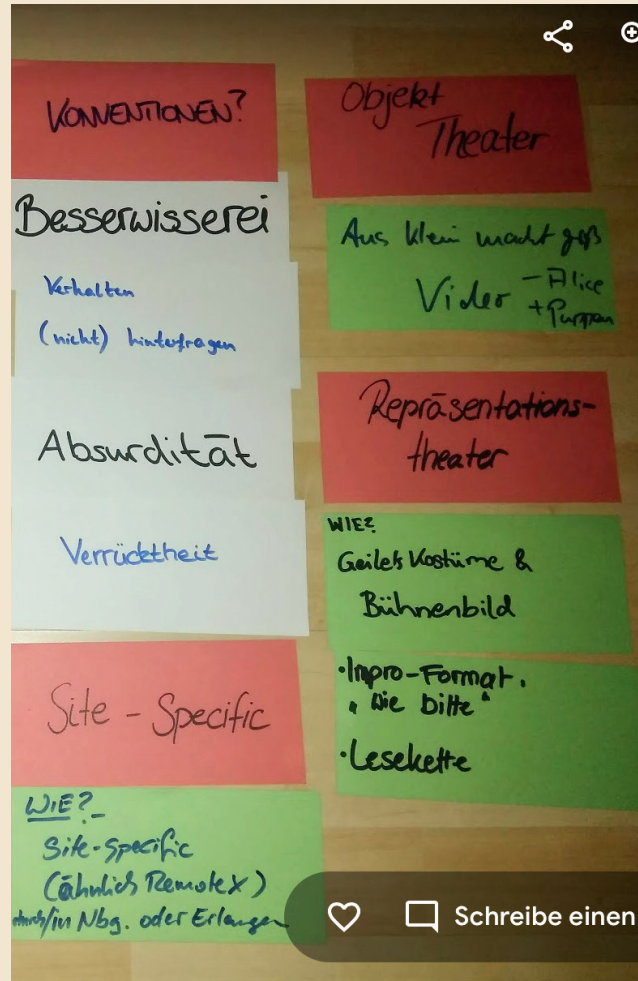 KONVENTIONEN?
Besserwisserei
Verhalten
(nicht) hinterfragen
Absurdität
Verrücktheit
Site - Specific
WIE?
Site-specific
(ähnlich Remote X)
durch/in Nbg. oder Erlangen
Objekt
Theater
Aus klein macht groß
Video - Alice
+ Puppen
Repräsentations-
theater
WIE?
Geile Kostüme &
Bühnenbild
• Impro-Format.
"Wie bitte"
• Lesekette
Schreibe einen